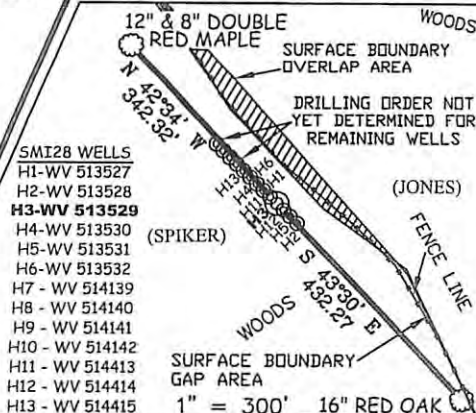 12" & 8" DOUBLE
RED MAPLE
WOODS
SURFACE BOUNDARY
OVERLAP AREA
N 42°34' W
342.32'
DRILLING ORDER NOT
YET DETERMINED FOR
REMAINING WELLS
SMI28 WELLS
H1-WV 513527
H2-WV 513528
H3-WV 513529
H4-WV 513530
H5-WV 513531
H6-WV 513532
H7 - WV 514139
H8 - WV 514140
H9 - WV 514141
H10 - WV 514142
H11 - WV 514413
H12 - WV 514414
H13 - WV 514415
(SPIKER)
(JONES)
H6
H1
H13
FENCE LINE
S 43°30' E
432.27
WOODS
SURFACE BOUNDARY
GAP AREA
1" = 300'
16" RED OAK